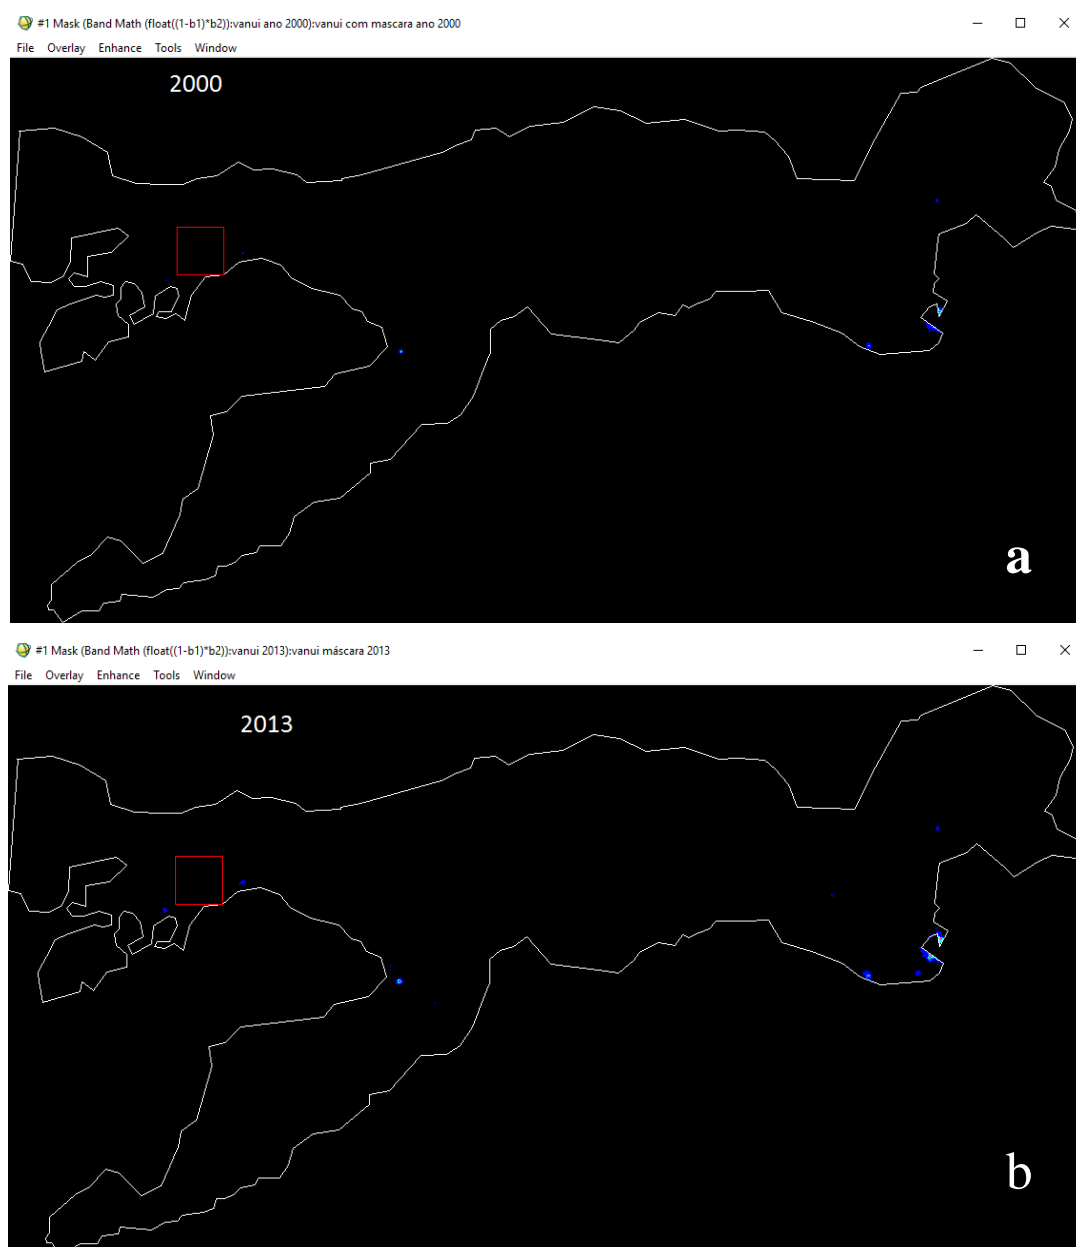 #1 Mask (Band Math (float((1-b1)*b2)):vanui ano 2000):vanui com mascara ano 2000
File Overlay Enhance Tools Window
2000
a
#1 Mask (Band Math (float((1-b1)*b2)):vanui 2013):vanui máscara 2013
File Overlay Enhance Tools Window
2013
b